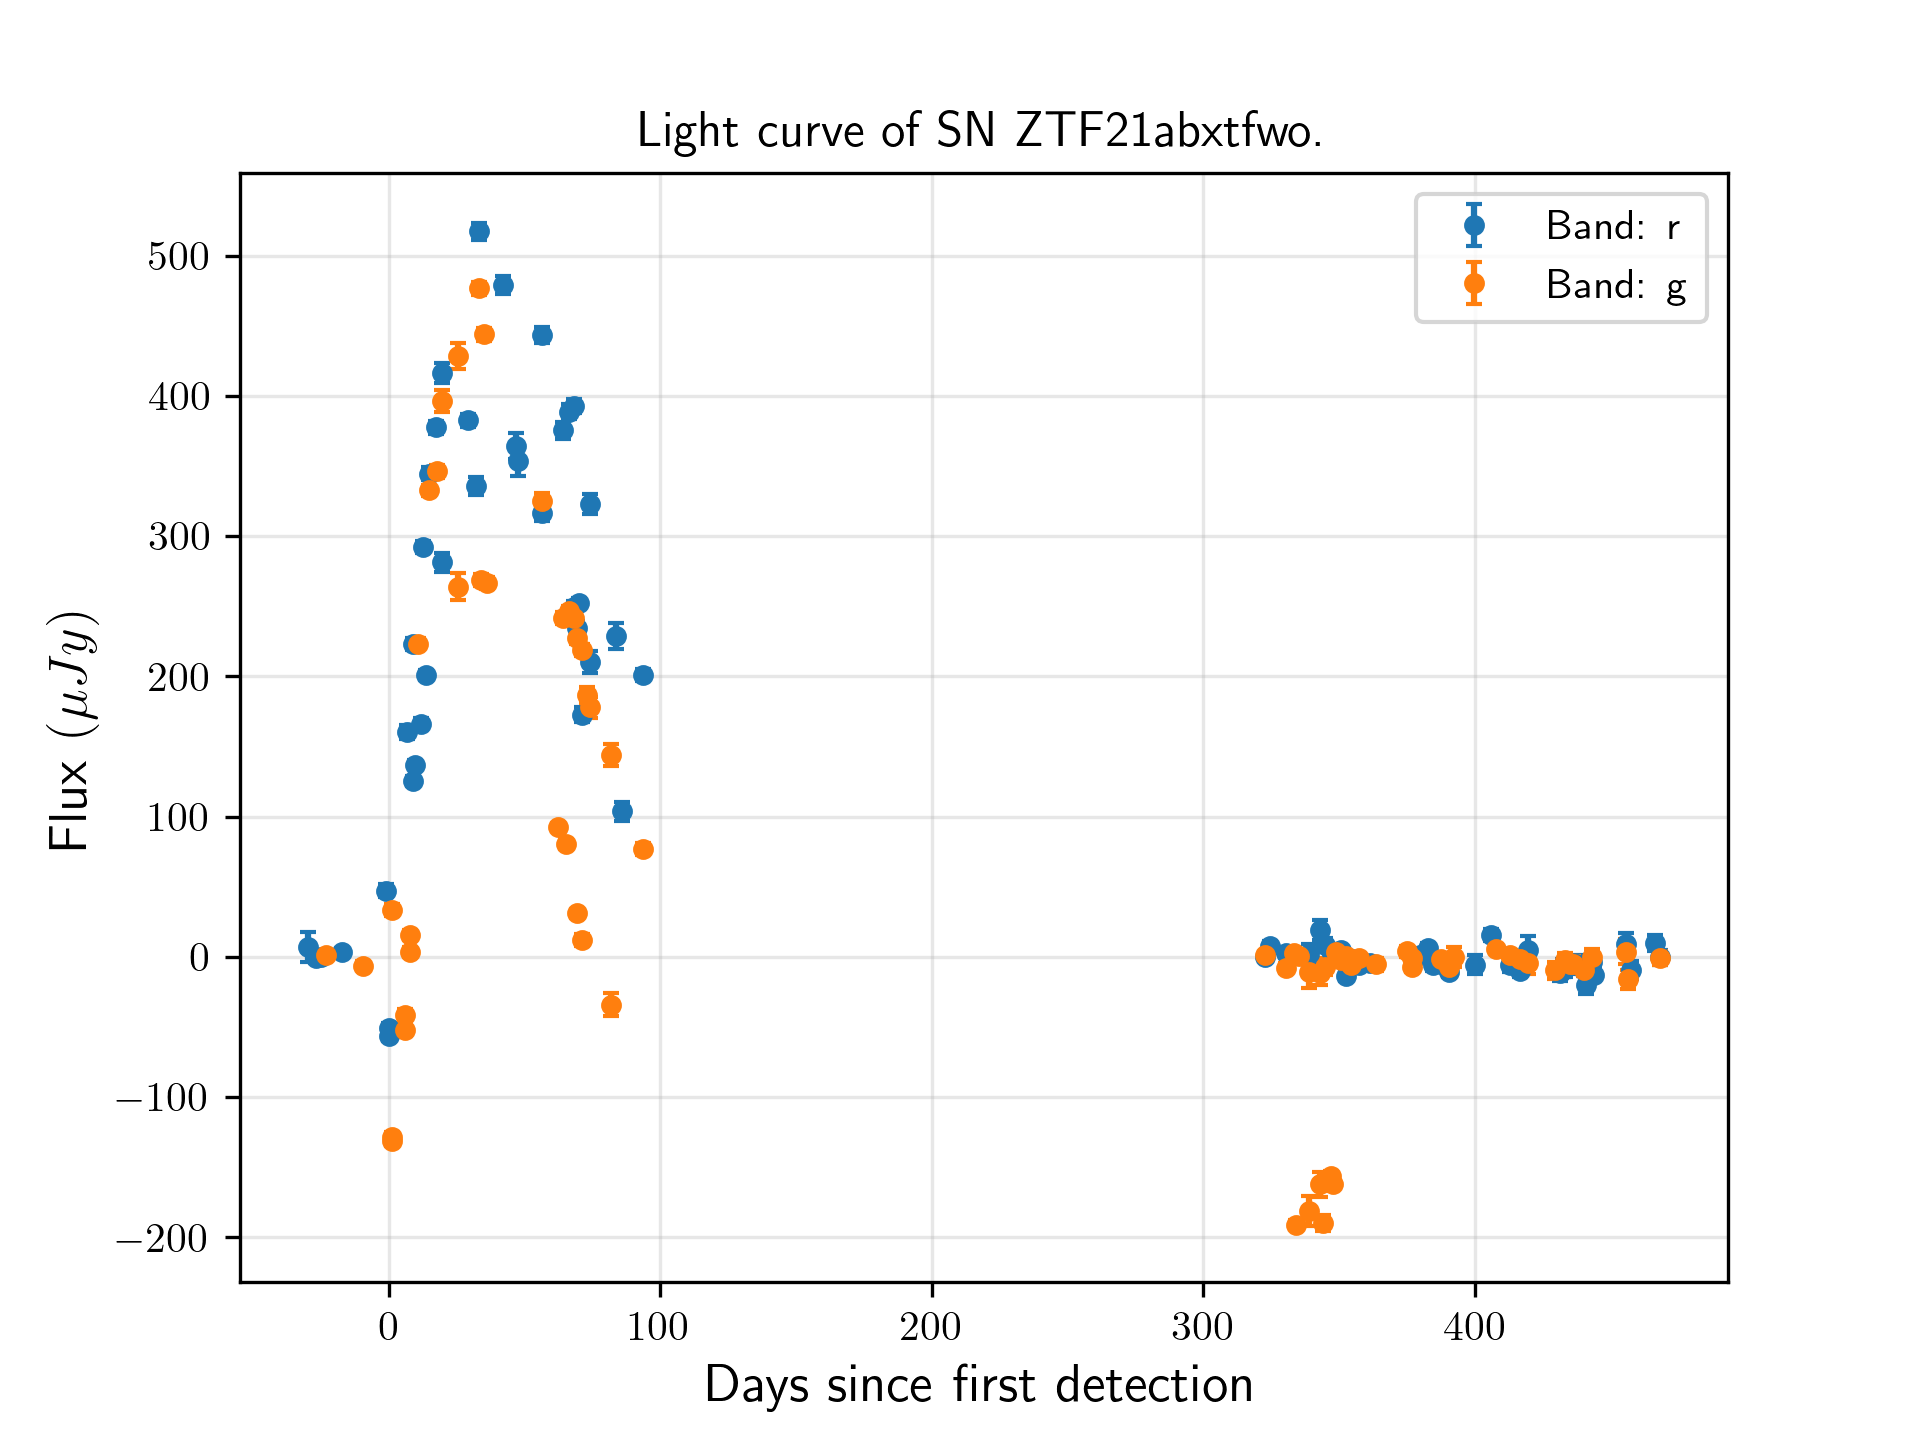 Light curve of SN ZTF21abxtfwo.
Band: r
Band: g
500
400
300
200
100
0
−100
−200
Flux (μJy)
0 100 200 300 400
Days since first detection